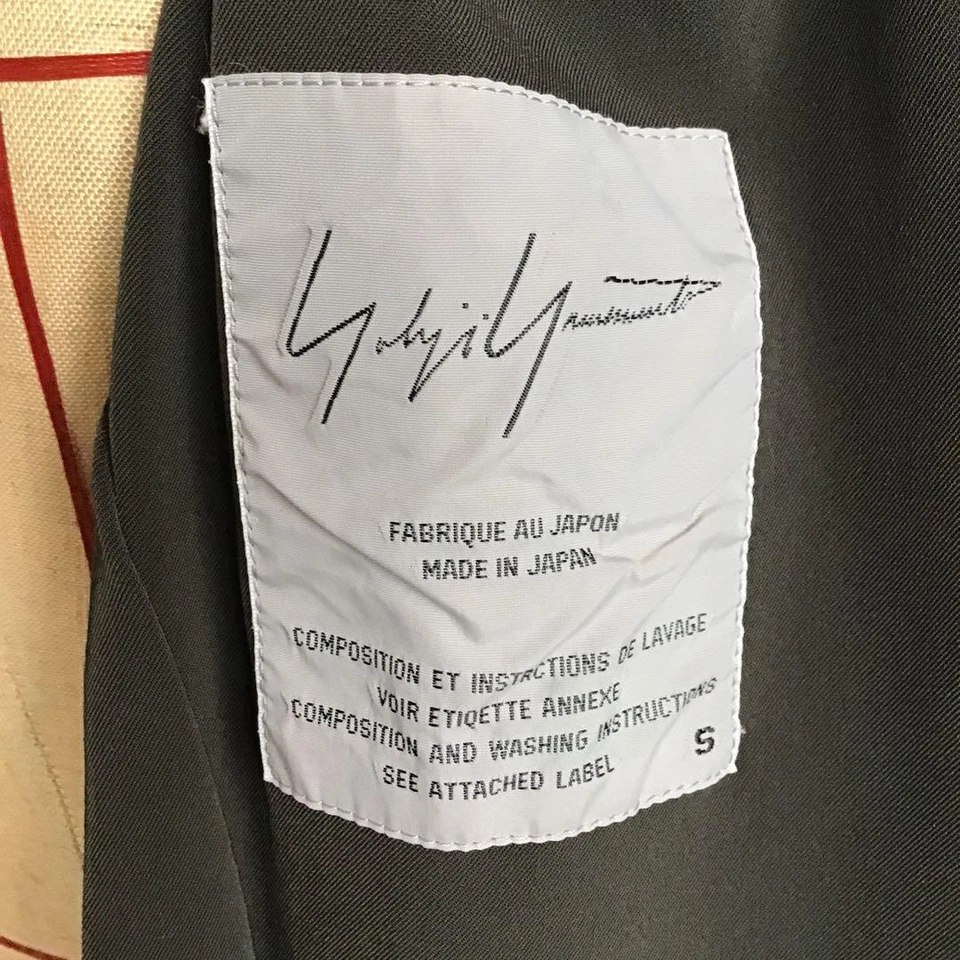 Yohji Yamamoto
FABRIQUE AU JAPON
MADE IN JAPAN
COMPOSITION ET INSTRCTIONS DE LAVAGE
VOIR ETIQETTE ANNEXE
COMPOSITION AND WASHING INSTRUCTIONS
SEE ATTACHED LABEL
S